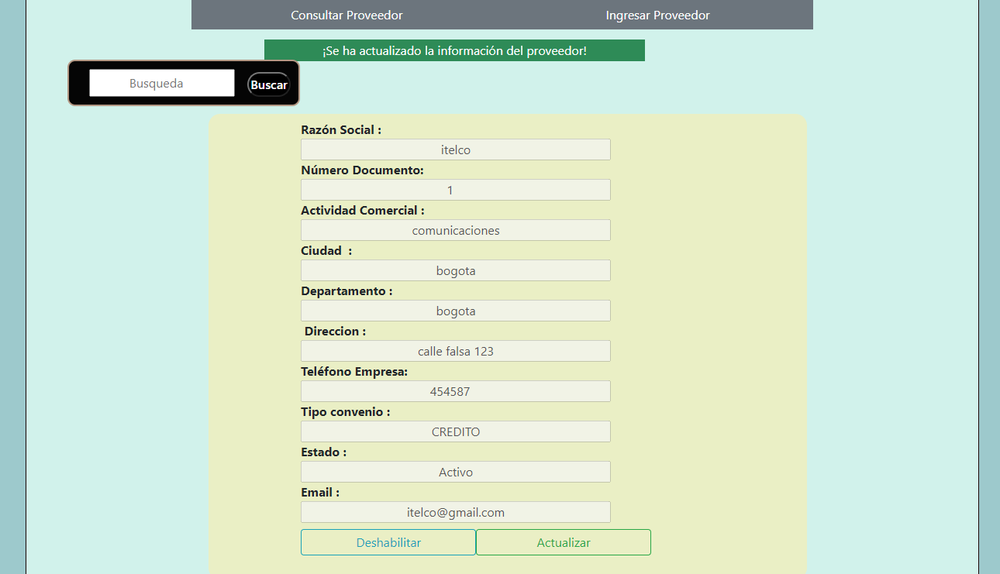 Consultar Proveedor Ingresar Proveedor
¡Se ha actualizado la información del proveedor!
Busqueda Buscar
Razón Social :
itelco
Número Documento:
1
Actividad Comercial :
comunicaciones
Ciudad :
bogota
Departamento :
bogota
Direccion :
calle falsa 123
Teléfono Empresa:
454587
Tipo convenio :
CREDITO
Estado :
Activo
Email :
itelco@gmail.com
Deshabilitar Actualizar